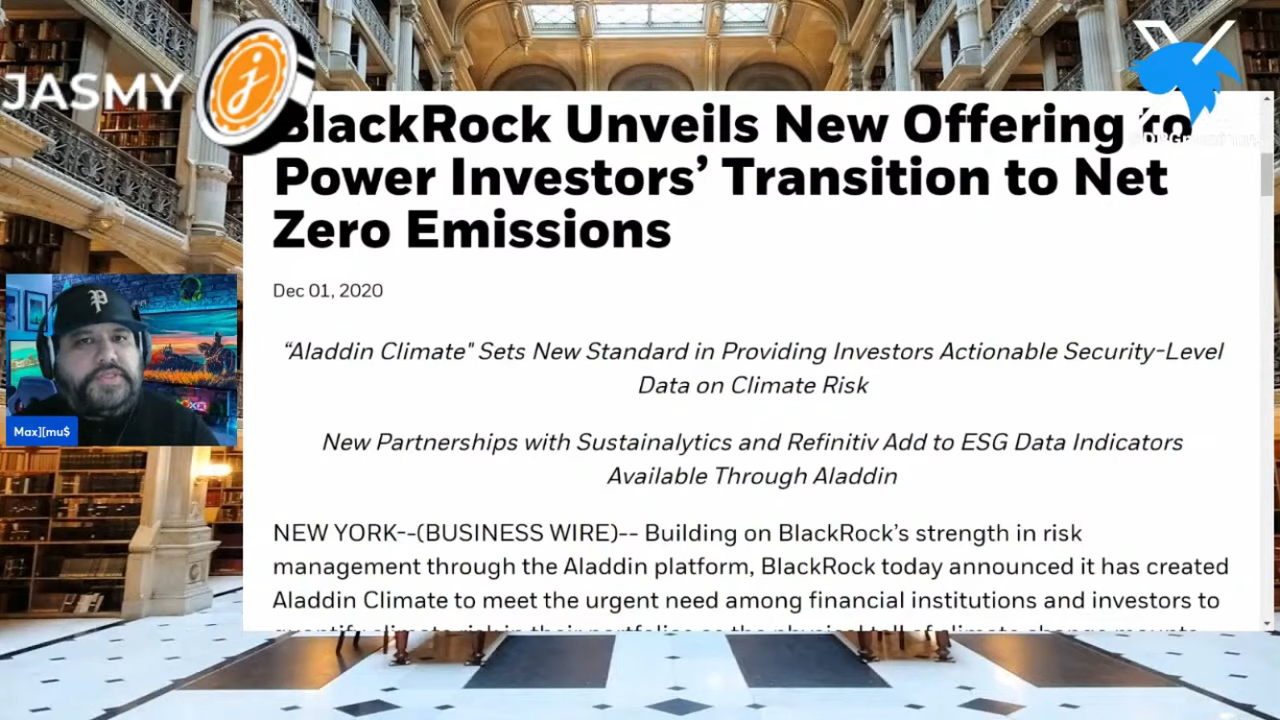 JASMY
BlackRock Unveils New Offering to
Power Investors’ Transition to Net
Zero Emissions
Dec 01, 2020
“Aladdin Climate" Sets New Standard in Providing Investors Actionable Security-Level
Data on Climate Risk
New Partnerships with Sustainalytics and Refinitiv Add to ESG Data Indicators
Available Through Aladdin
NEW YORK--(BUSINESS WIRE)-- Building on BlackRock’s strength in risk
management through the Aladdin platform, BlackRock today announced it has created
Aladdin Climate to meet the urgent need among financial institutions and investors to
Max][mu$